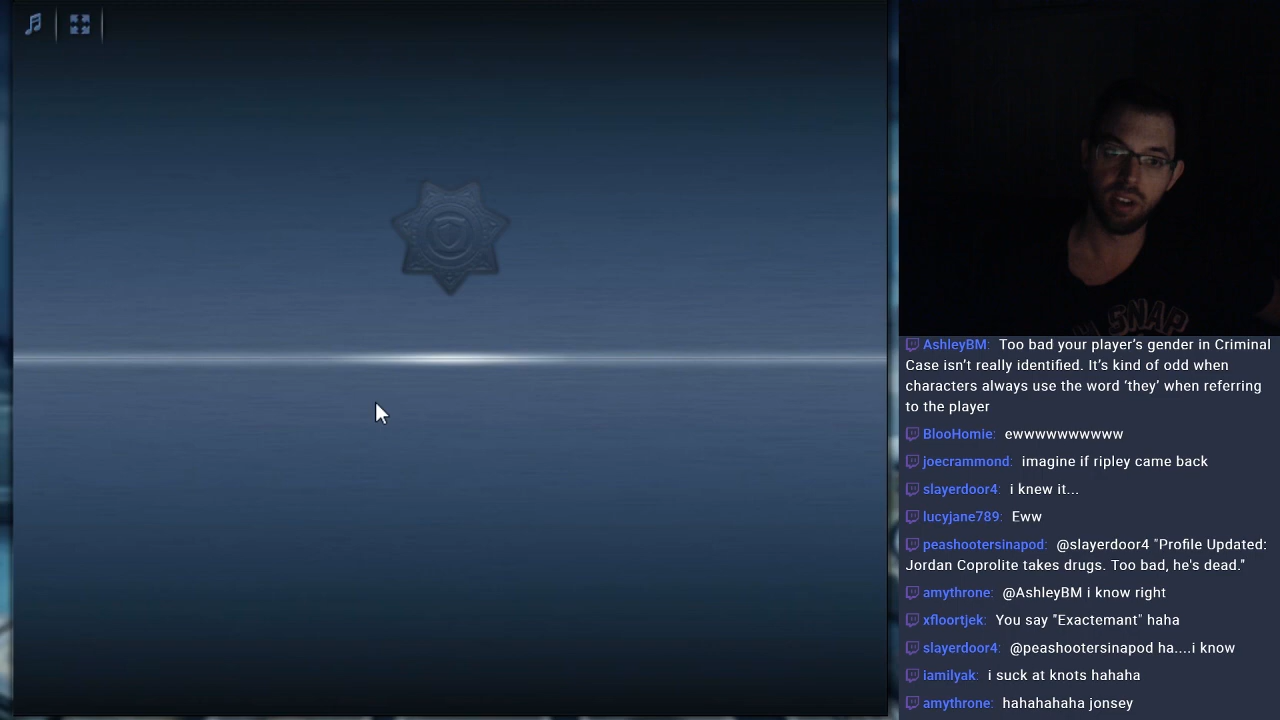 SNAP
AshleyBM: Too bad your player's gender in Criminal
Case isn't really identified. It's kind of odd when
characters always use the word 'they' when referring
to the player
BlooHomie: ewwwwwwwwww
joecrammond: imagine if ripley came back
slayerdoor4: i knew it...
lucyjane789: Eww
peashootersinapod: @slayerdoor4 "Profile Updated:
Jordan Coprolite takes drugs. Too bad, he's dead."
amythrone: @AshleyBM i know right
xfloortjek: You say "Exactemant" haha
slayerdoor4: @peashootersinapod ha....i know
iamilyak: i suck at knots hahaha
amythrone: hahahahaha jonsey